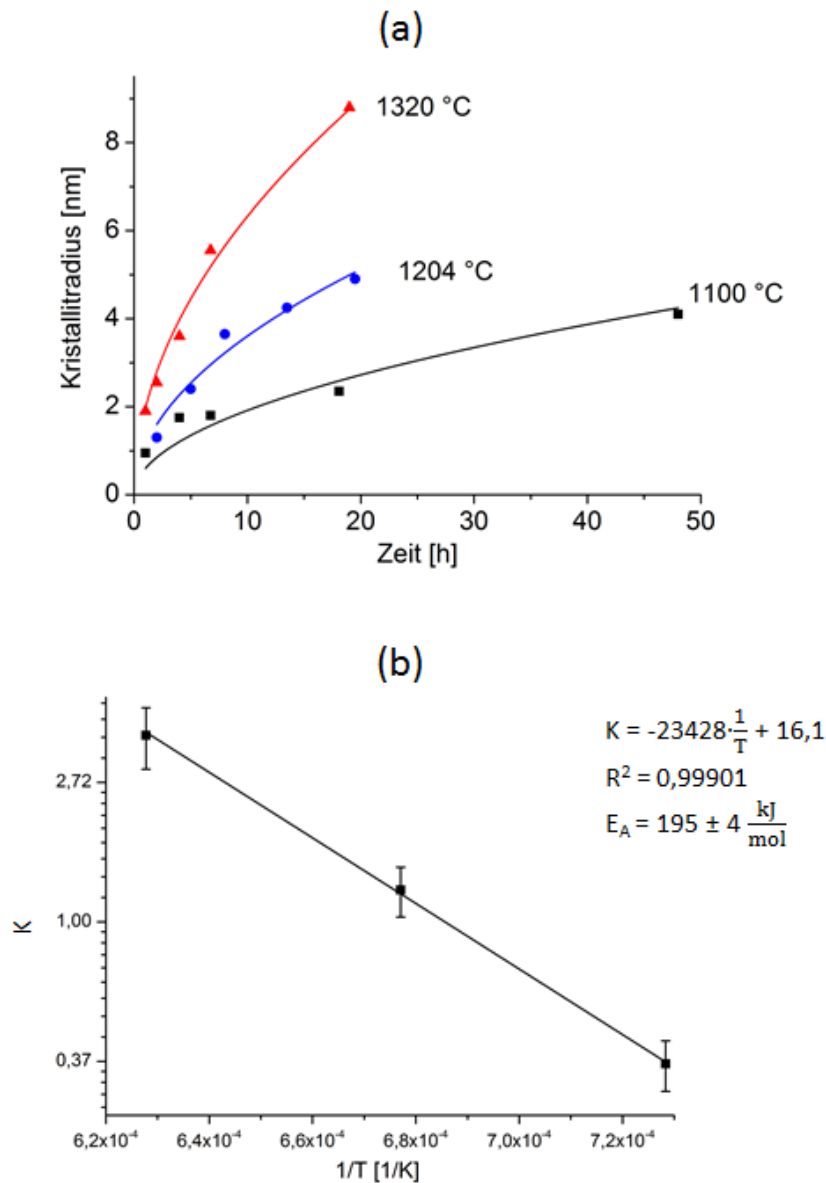 (a)
Kristallitradius [nm]
8
6
4
2
0
1320 °C
1204 °C
1100 °C
0 10 20 30 40 50
Zeit [h]
(b)
K = -23428·1/T + 16,1
R² = 0,99901
E_A = 195 ± 4 kJ/mol
K
2,72
1,00
0,37
6,2x10⁻⁴ 6,4x10⁻⁴ 6,6x10⁻⁴ 6,8x10⁻⁴ 7,0x10⁻⁴ 7,2x10⁻⁴
1/T [1/K]